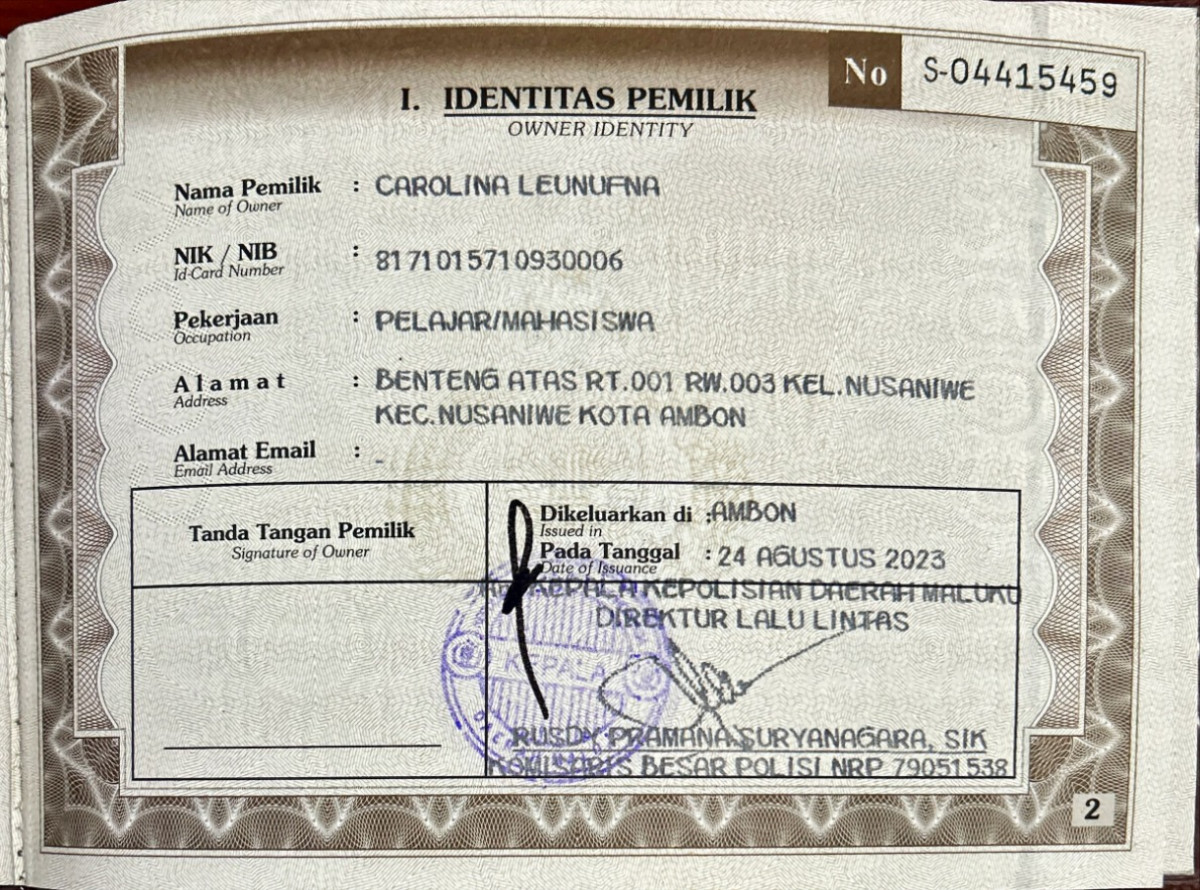 No S-04415459
I. IDENTITAS PEMILIK
OWNER IDENTITY
Nama Pemilik : CAROLINA LEUNUFNA
Name of Owner
NIK / NIB : 8171015710930006
Id-Card Number
Pekerjaan : PELAJAR/MAHASISWA
Occupation
Alamat : BENTENG ATAS RT.001 RW.003 KEL.NUSANIWE
Address
KEC.NUSANIWE KOTA AMBON
Alamat Email : -
Email Address
Tanda Tangan Pemilik
Signature of Owner
Dikeluarkan di : AMBON
Issued in
Pada Tanggal : 24 AGUSTUS 2023
Date of Issuance
KEPALA KEPOLISIAN DAERAH MALUKU
DIREKTUR LALU LINTAS
KEPALA
RUSDY PRAMANA SURYANAGARA, SIK
KOMISARIS BESAR POLISI NRP 79051538
2